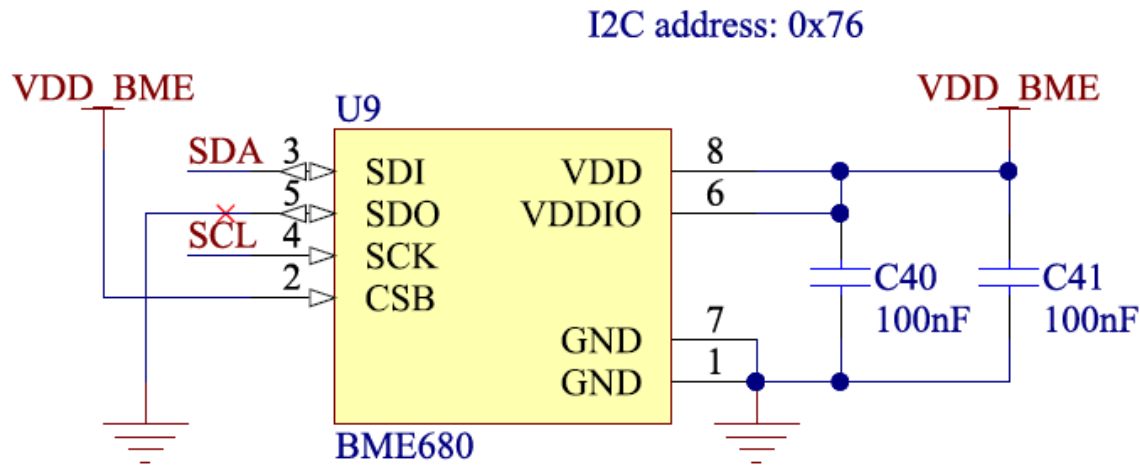 I2C address: 0x76
VDD_BME
VDD_BME
U9
SDA 3 SDI
5 SDO
SCL 4 SCK
2 CSB
VDD 8
VDDIO 6
GND 7
GND 1
C40
100nF
C41
100nF
BME680